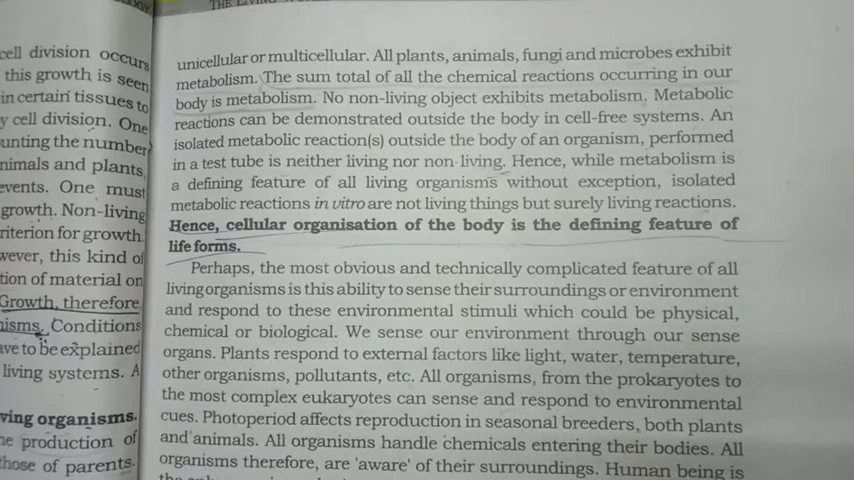 THE LIVING
cell division occurs
this growth is seen
in certain tissues to
y cell division. One
unting the number
nimals and plants,
events. One must
growth. Non-living
riterion for growth.
wever, this kind of
tion of material on
Growth, therefore,
nisms. Conditions
ave to be explained
living systems. A
ving organisms.
he production of
those of parents.
unicellular or multicellular. All plants, animals, fungi and microbes exhibit
metabolism. The sum total of all the chemical reactions occurring in our
body is metabolism. No non-living object exhibits metabolism. Metabolic
reactions can be demonstrated outside the body in cell-free systems. An
isolated metabolic reaction(s) outside the body of an organism, performed
in a test tube is neither living nor non-living. Hence, while metabolism is
a defining feature of all living organisms without exception, isolated
metabolic reactions in vitro are not living things but surely living reactions.
Hence, cellular organisation of the body is the defining feature of
life forms.
Perhaps, the most obvious and technically complicated feature of all
living organisms is this ability to sense their surroundings or environment
and respond to these environmental stimuli which could be physical,
chemical or biological. We sense our environment through our sense
organs. Plants respond to external factors like light, water, temperature,
other organisms, pollutants, etc. All organisms, from the prokaryotes to
the most complex eukaryotes can sense and respond to environmental
cues. Photoperiod affects reproduction in seasonal breeders, both plants
and animals. All organisms handle chemicals entering their bodies. All
organisms therefore, are 'aware' of their surroundings. Human being is